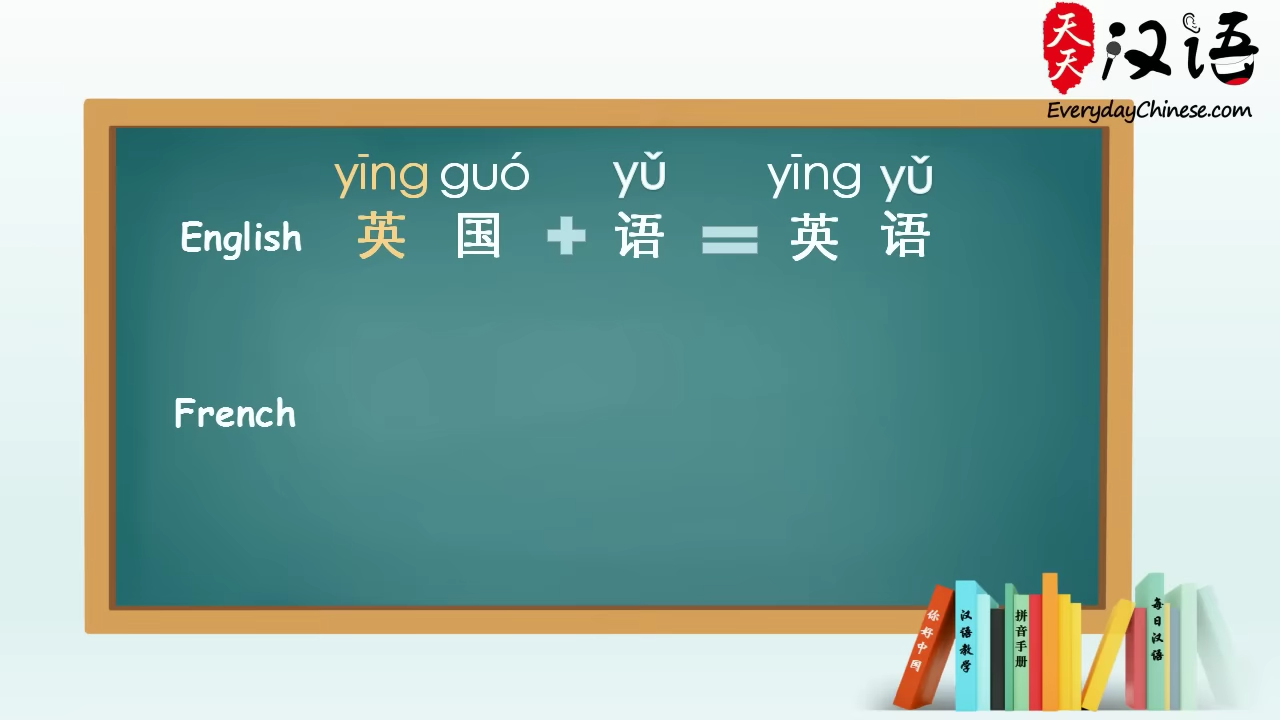 天天汉语
EverydayChinese.com
yīng guó yǔ yīng yǔ
English 英 国 + 语 = 英 语
French
你好中国
汉语教学
拼音手册
每日汉语